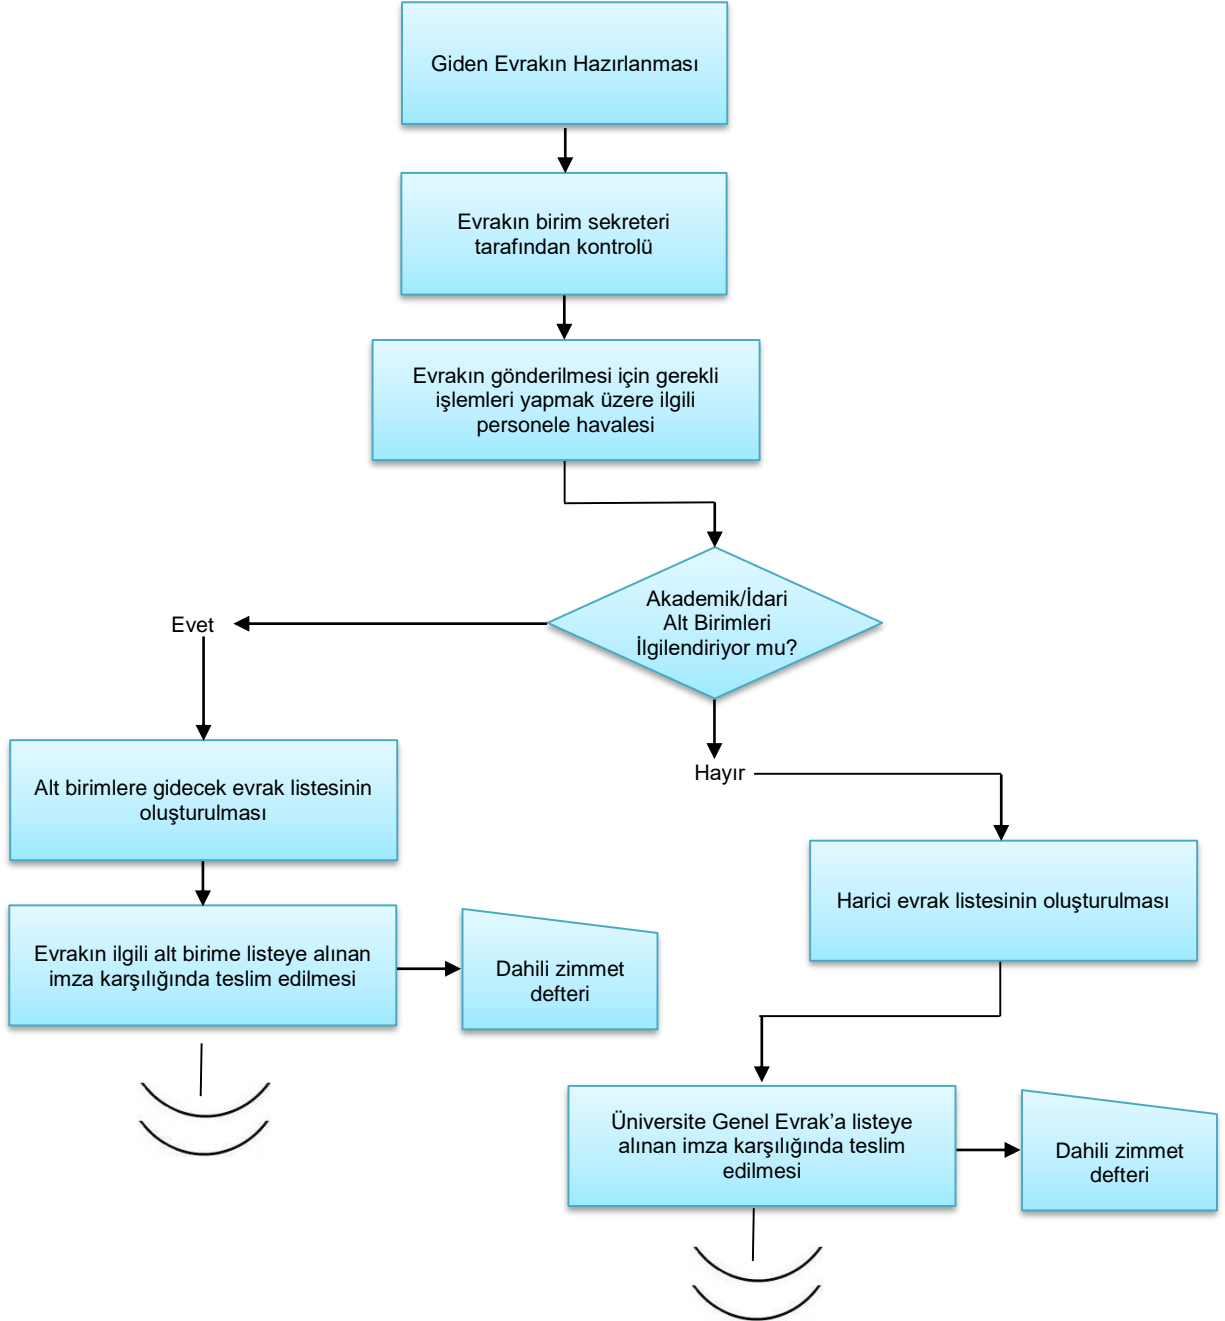 Giden Evrakın Hazırlanması
Evrakın birim sekreteri
tarafından kontrolü
Evrakın gönderilmesi için gerekli
işlemleri yapmak üzere ilgili
personele havalesi
Akademik/İdari
Alt Birimleri
İlgilendiriyor mu?
Evet
Hayır
Alt birimlere gidecek evrak listesinin
oluşturulması
Harici evrak listesinin oluşturulması
Evrakın ilgili alt birime listeye alınan
imza karşılığında teslim edilmesi
Dahili zimmet
defteri
Üniversite Genel Evrak’a listeye
alınan imza karşılığında teslim
edilmesi
Dahili zimmet
defteri